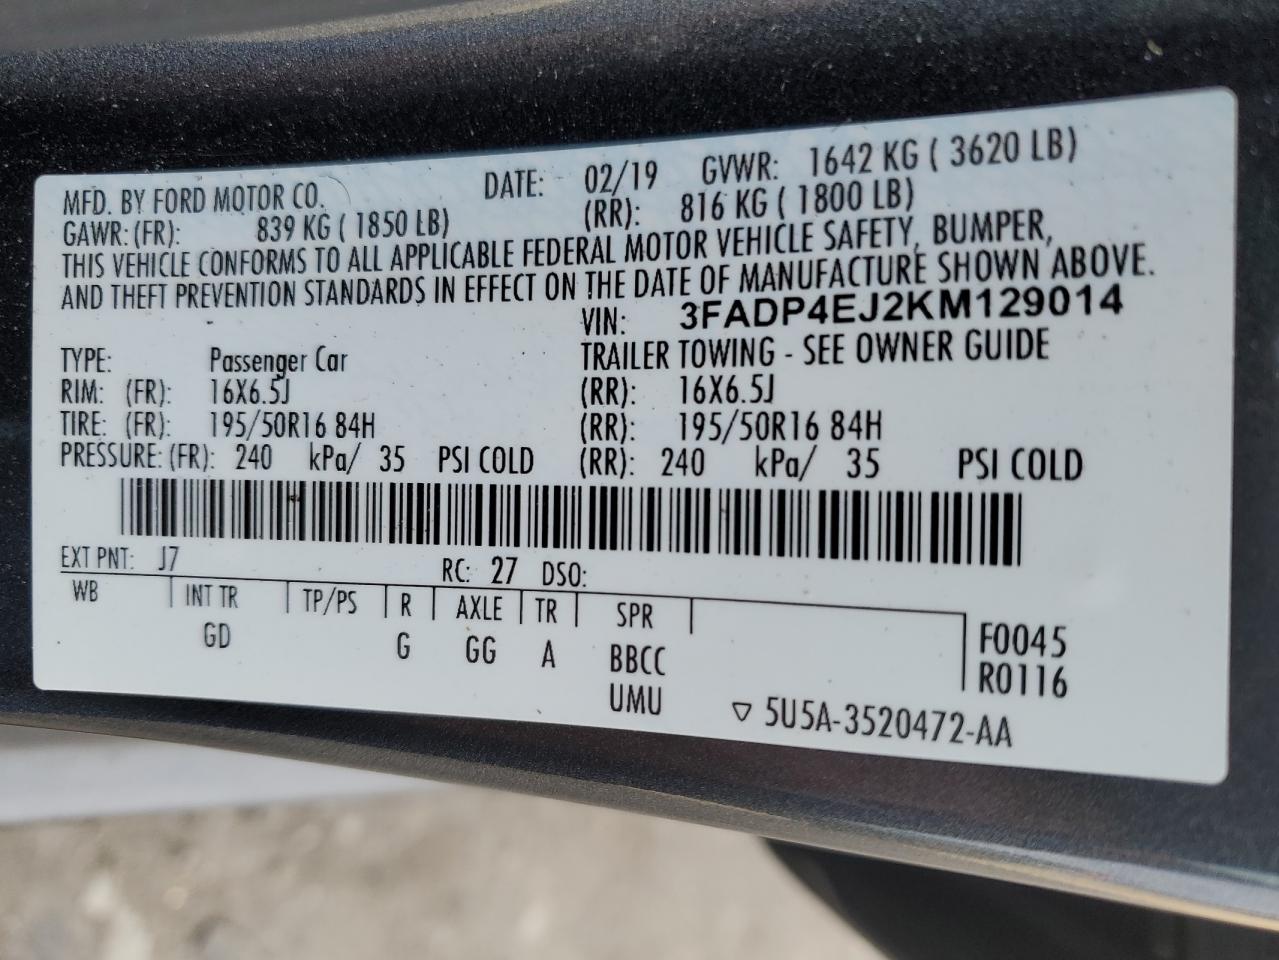 MFD. BY FORD MOTOR CO. DATE: 02/19 GVWR: 1642 KG ( 3620 LB)
GAWR: (FR): 839 KG ( 1850 LB) (RR): 816 KG ( 1800 LB)
THIS VEHICLE CONFORMS TO ALL APPLICABLE FEDERAL MOTOR VEHICLE SAFETY, BUMPER,
AND THEFT PREVENTION STANDARDS IN EFFECT ON THE DATE OF MANUFACTURE SHOWN ABOVE.
VIN: 3FADP4EJ2KM129014
TYPE: Passenger Car TRAILER TOWING - SEE OWNER GUIDE
RIM: (FR): 16X6.5J (RR): 16X6.5J
TIRE: (FR): 195/50R16 84H (RR): 195/50R16 84H
PRESSURE: (FR): 240 kPa/ 35 PSI COLD (RR): 240 kPa/ 35 PSI COLD
EXT PNT: J7 RC: 27 DSO:
WB INT TR TP/PS R AXLE TR SPR
GD G GG A BBCC F0045
UMU R0116
▽ 5U5A-3520472-AA